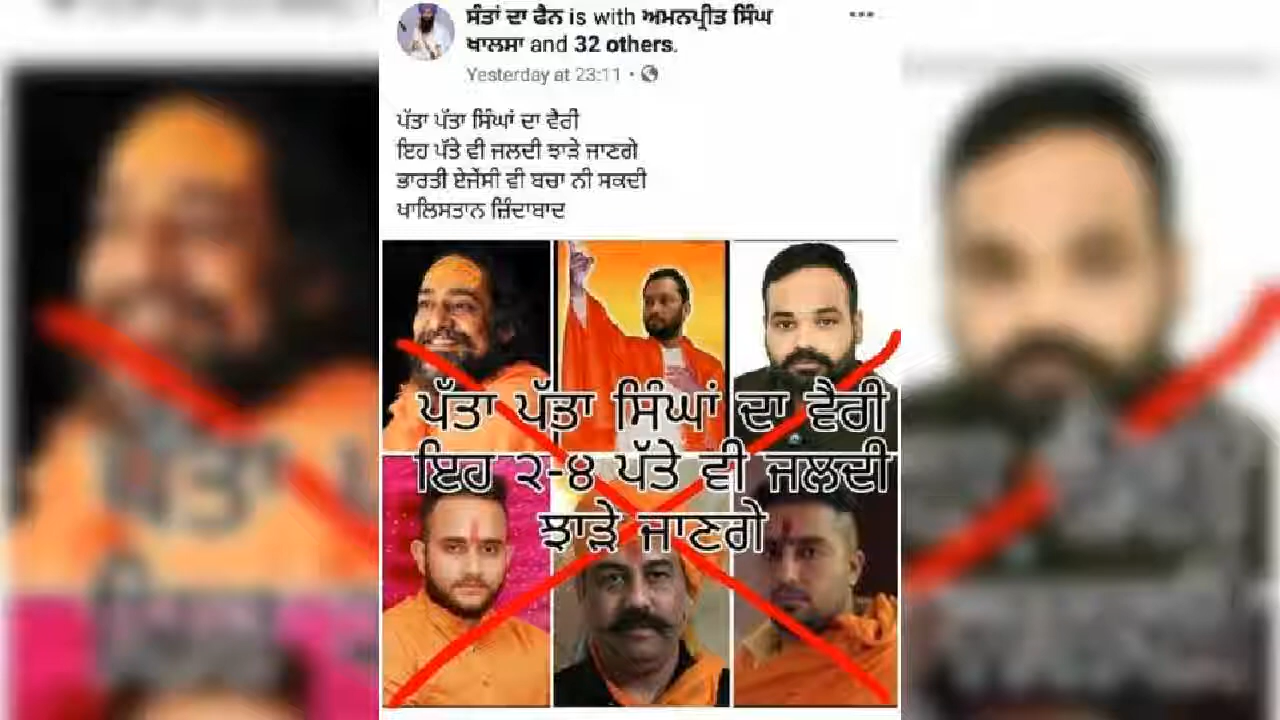 ਸੰਤਾਂ ਦਾ ਫੈਨ is with ਅਮਨਪ੍ਰੀਤ ਸਿੰਘ
ਖਾਲਸਾ and 32 others.
Yesterday at 23:11 •
ਪੱਤਾ ਪੱਤਾ ਸਿੰਘਾਂ ਦਾ ਵੈਰੀ
ਇਹ ਪੱਤੇ ਵੀ ਜਲਦੀ ਝਾੜੇ ਜਾਣਗੇ
ਭਾਰਤੀ ਏਜੇਂਸੀ ਵੀ ਬਚਾ ਨੀ ਸਕਦੀ
ਖਾਲਿਸਤਾਨ ਜ਼ਿੰਦਾਬਾਦ
ਪੱਤਾ ਪੱਤਾ ਸਿੰਘਾਂ ਦਾ ਵੈਰੀ
ਇਹ ੨-੪ ਪੱਤੇ ਵੀ ਜਲਦੀ
ਝਾੜੇ ਜਾਣਗੇ